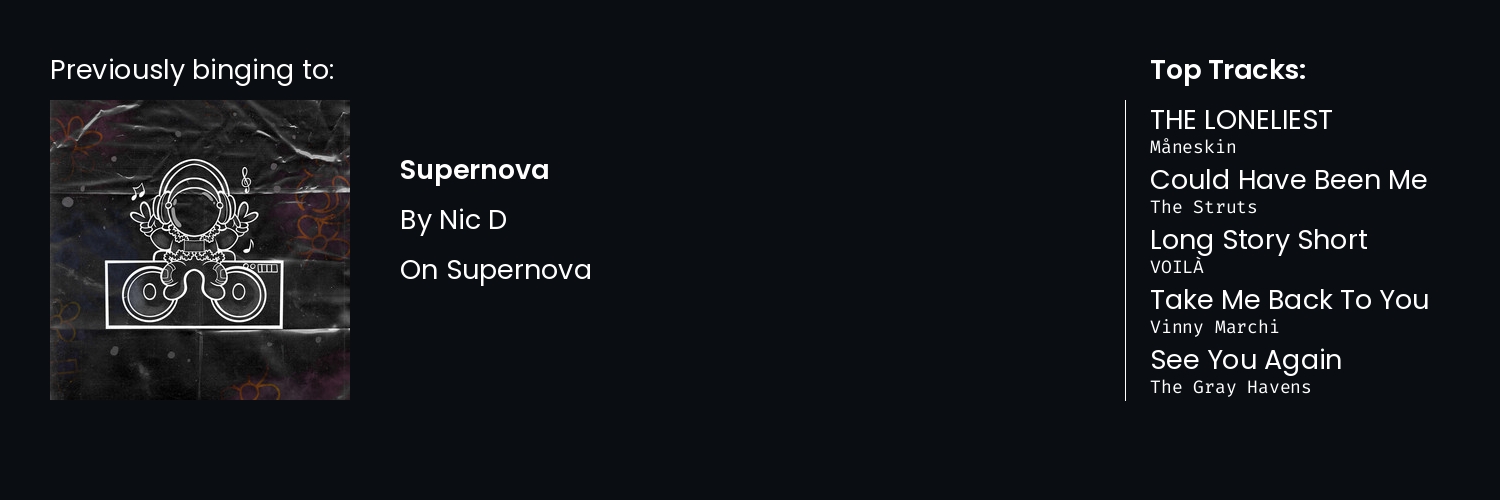 Previously binging to:
Supernova
By Nic D
On Supernova
Top Tracks:
THE LONELIEST
Måneskin
Could Have Been Me
The Struts
Long Story Short
VOILÀ
Take Me Back To You
Vinny Marchi
See You Again
The Gray Havens